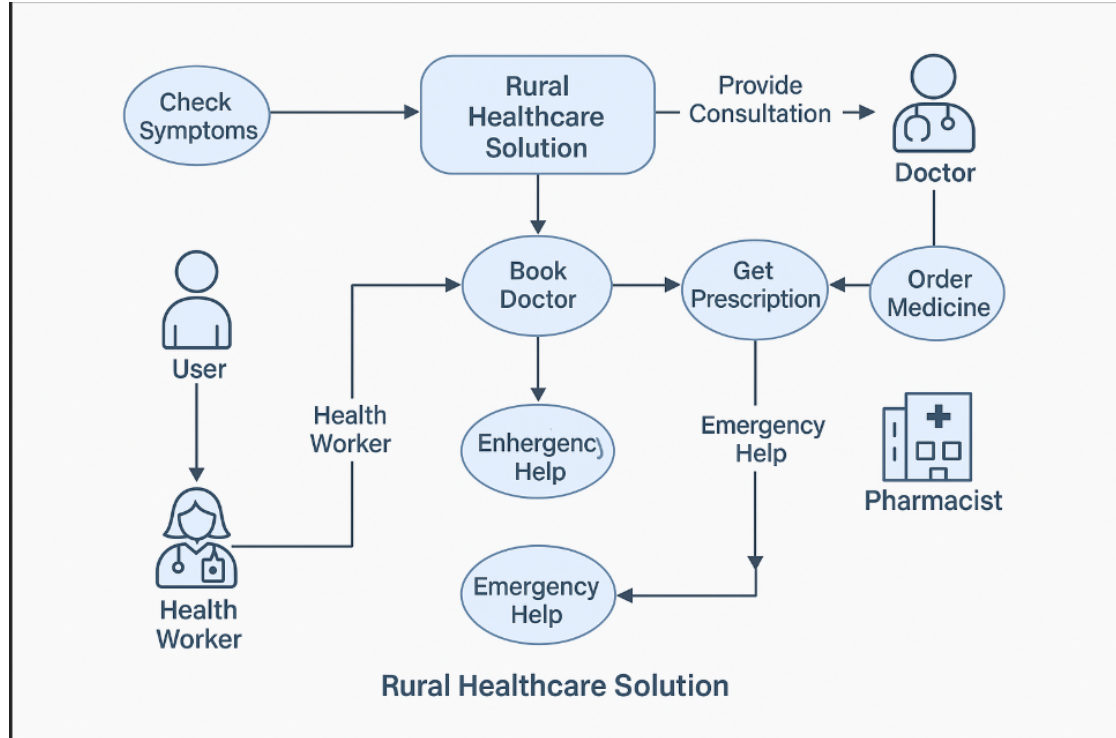 Check
Symptoms
Rural
Healthcare
Solution
Provide
Consultation
Doctor
User
Book
Doctor
Get
Prescription
Order
Medicine
Health
Worker
Enhergency
Help
Emergency
Help
Pharmacist
Health
Worker
Emergency
Help
Rural Healthcare Solution